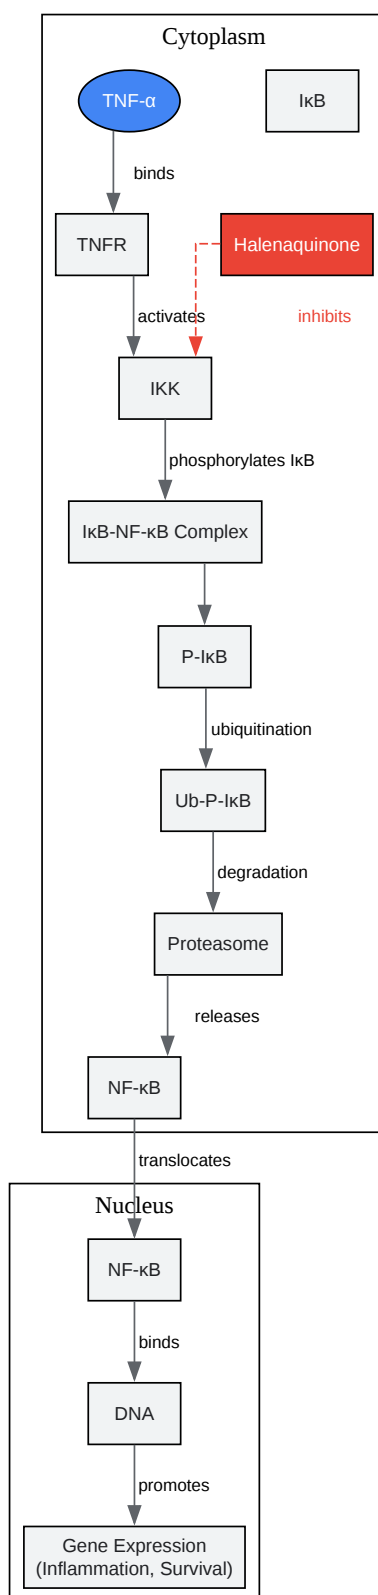 Cytoplasm
TNF-α
IκB
binds
TNFR
Halenaquinone
activates
inhibits
IKK
phosphorylates IκB
IκB-NF-κB Complex
P-IκB
ubiquitination
Ub-P-IκB
degradation
Proteasome
releases
NF-κB
translocates
Nucleus
NF-κB
binds
DNA
promotes
Gene Expression
(Inflammation, Survival)